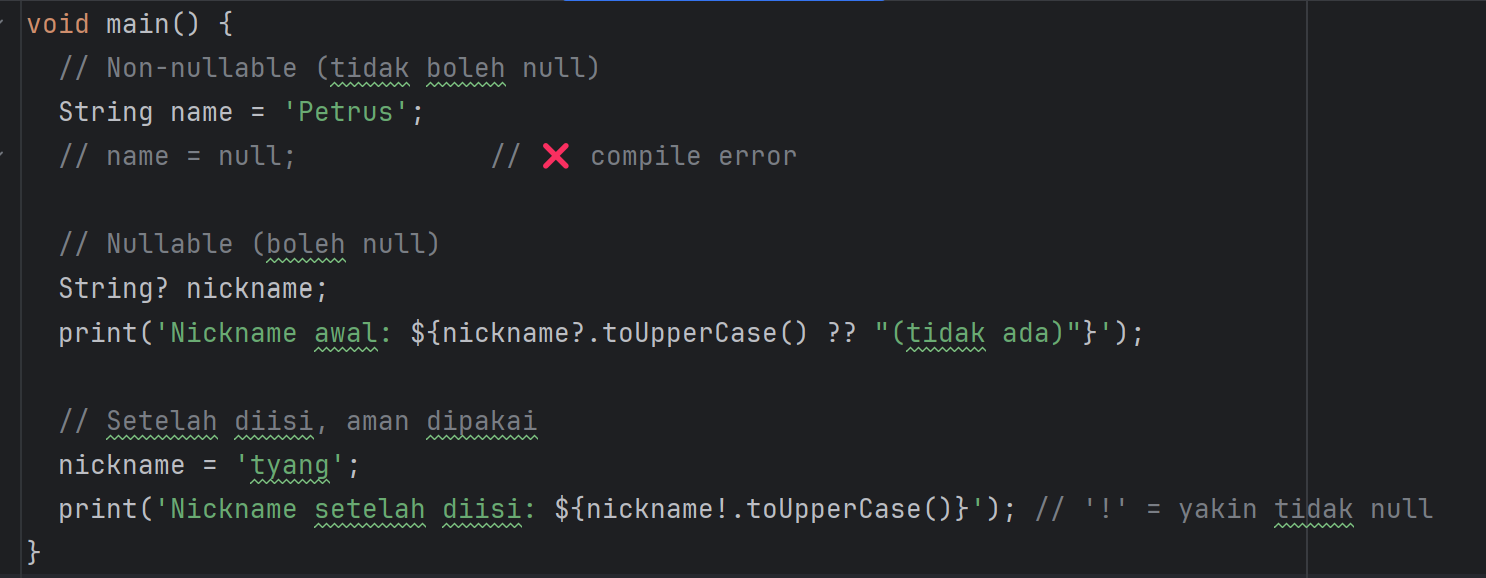 void main() {
// Non-nullable (tidak boleh null)
String name = 'Petrus';
// name = null;            // ❌ compile error
// Nullable (boleh null)
String? nickname;
print('Nickname awal: ${nickname?.toUpperCase() ?? "(tidak ada)"}');
// Setelah diisi, aman dipakai
nickname = 'tyang';
print('Nickname setelah diisi: ${nickname!.toUpperCase()}'); // '!' = yakin tidak null
}